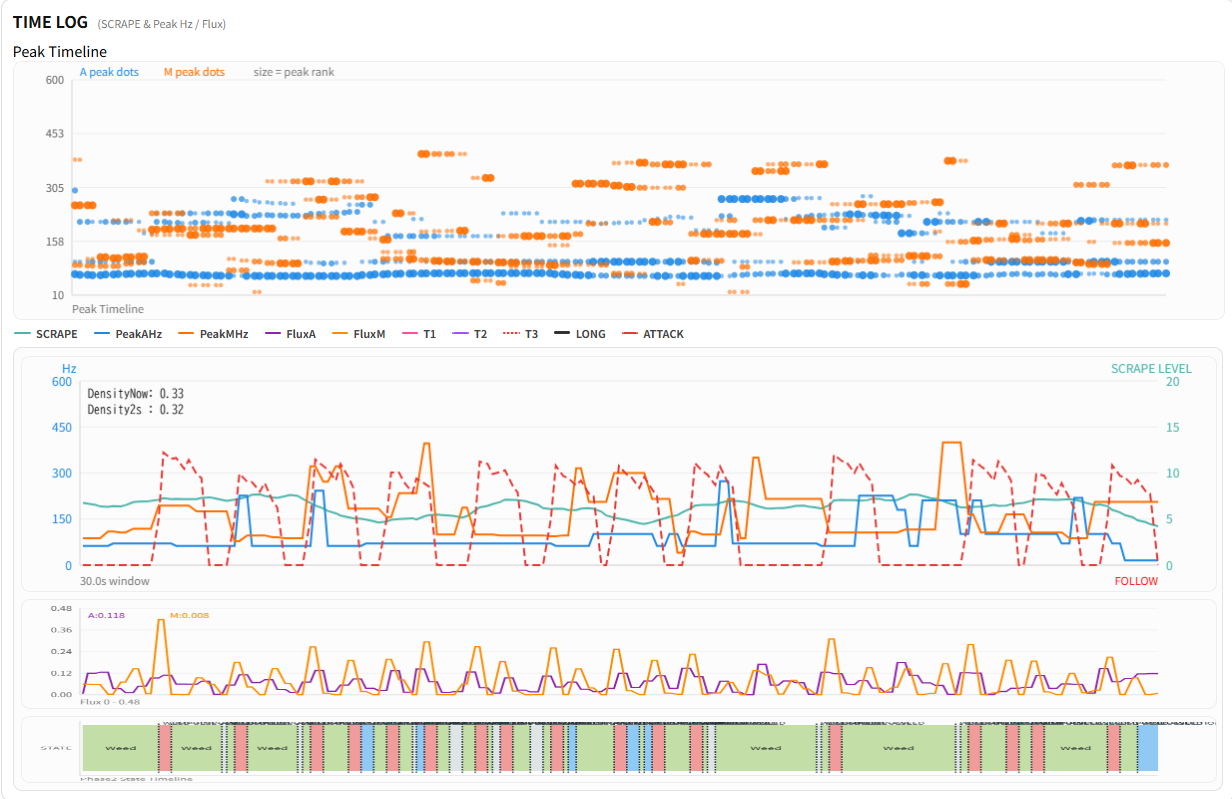 TIME LOG (SCRAPE & Peak Hz / Flux)
Peak Timeline
A peak dots M peak dots size = peak rank
600
453
305
158
10
Peak Timeline
SCRAPE PeakAHz PeakMHz FluxA FluxM T1 T2 T3 LONG ATTACK
Hz SCRAPE LEVEL
600 20
DensityNow: 0.33
Density2s : 0.32
450 15
300 10
150 5
0 0
30.0s window FOLLOW
0.48
A:0.118 M:0.008
0.36
0.24
0.12
0.00
Flux 0 - 0.48
STATE Weed Weed Weed Weed Weed Weed
Phase2 State Timeline